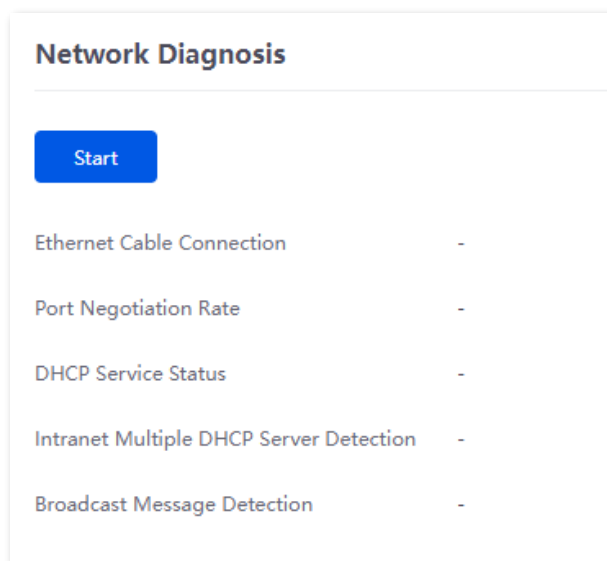 Network Diagnosis
Start
Ethernet Cable Connection -
Port Negotiation Rate -
DHCP Service Status -
Intranet Multiple DHCP Server Detection -
Broadcast Message Detection -